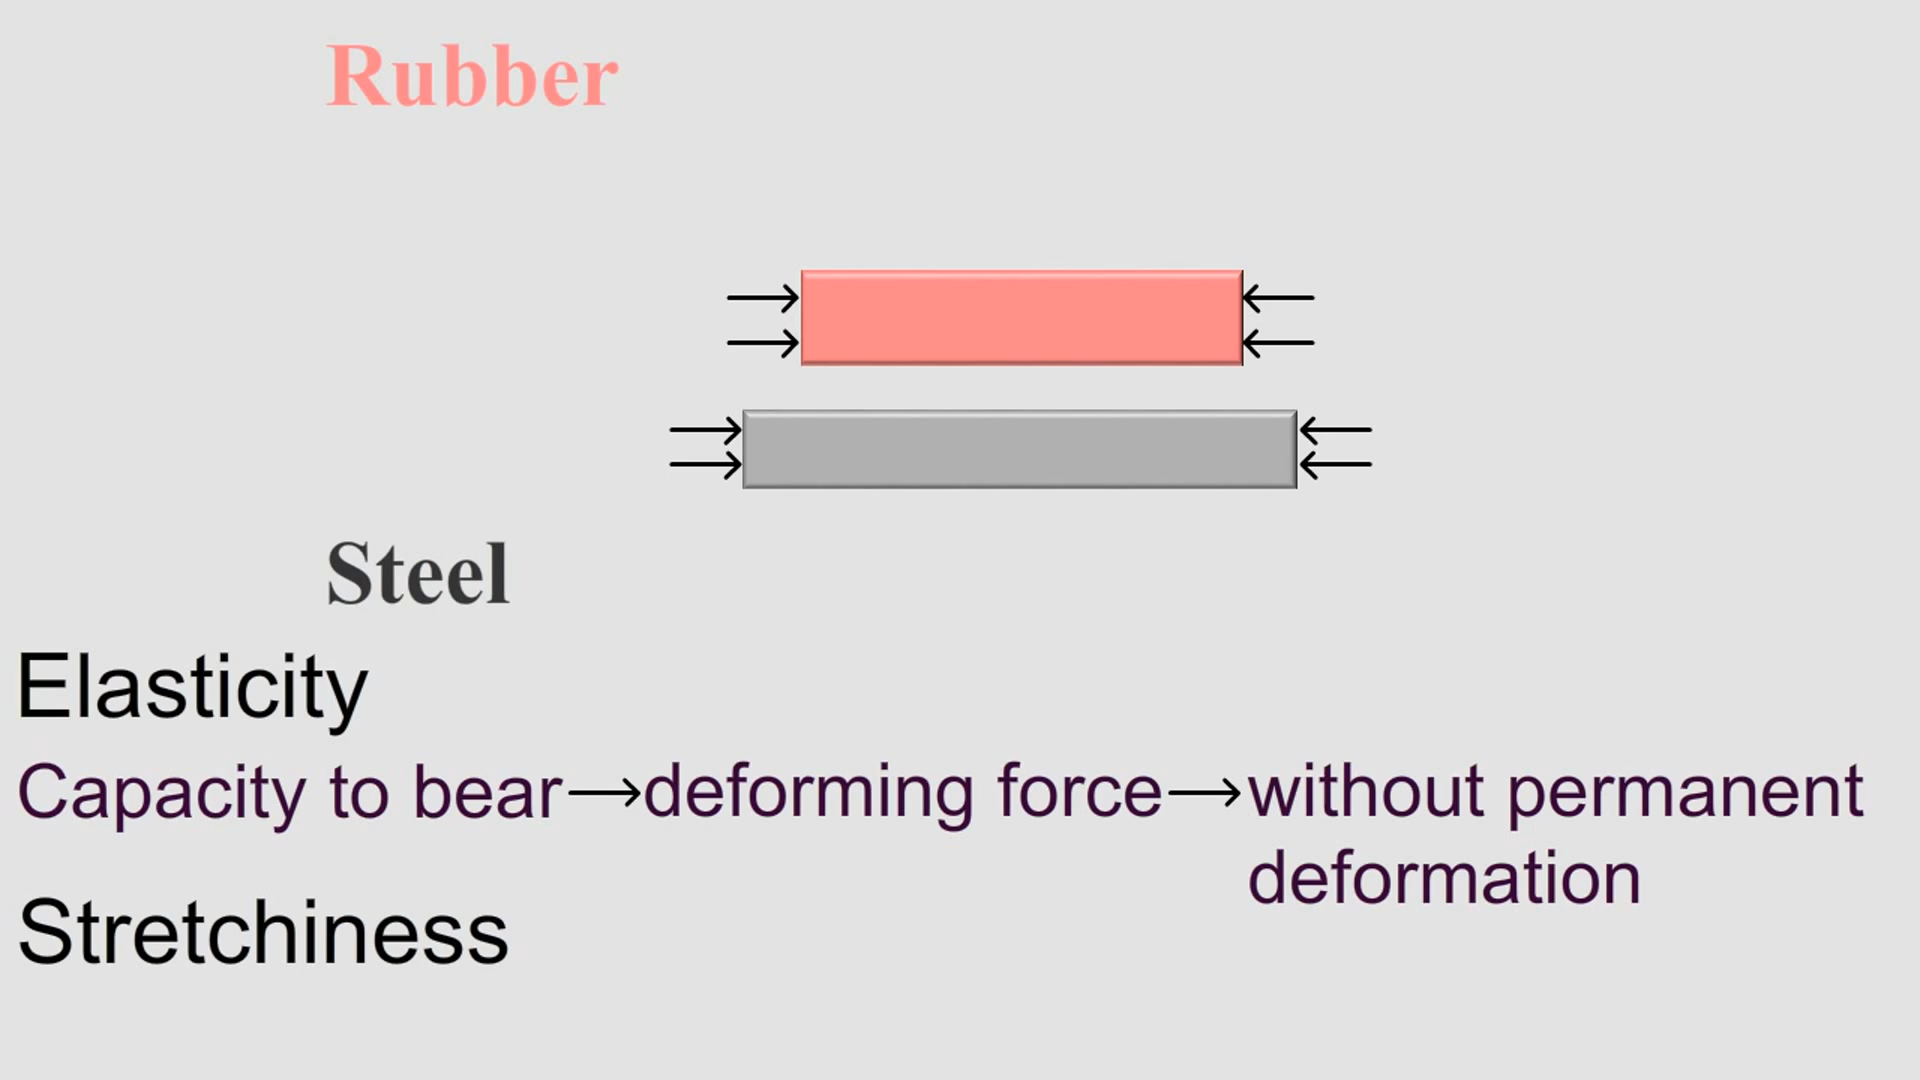 Rubber
Steel
Elasticity
Capacity to bear→deforming force→without permanent
deformation
Stretchiness